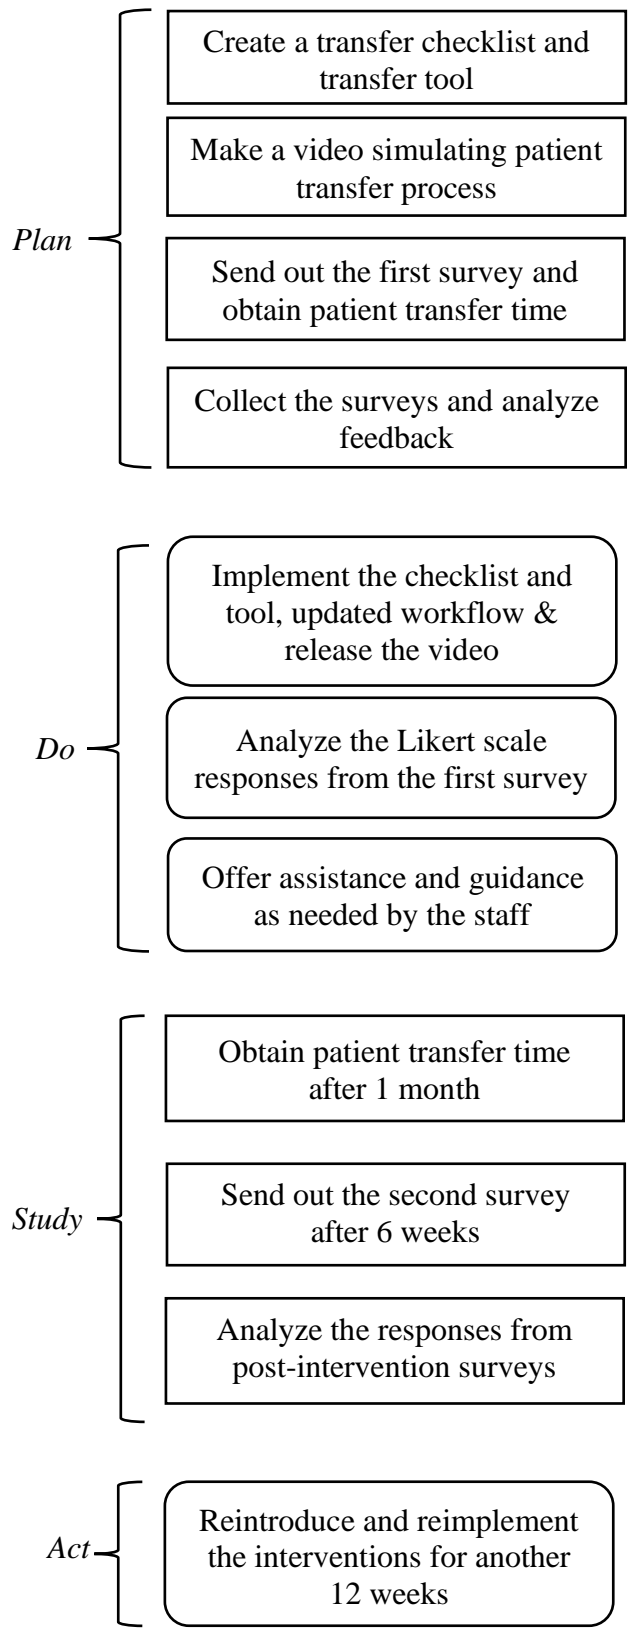 Create a transfer checklist and
transfer tool
Make a video simulating patient
transfer process
Plan
Send out the first survey and
obtain patient transfer time
Collect the surveys and analyze
feedback
Implement the checklist and
tool, updated workflow &
release the video
Do
Analyze the Likert scale
responses from the first survey
Offer assistance and guidance
as needed by the staff
Obtain patient transfer time
after 1 month
Study
Send out the second survey
after 6 weeks
Analyze the responses from
post-intervention surveys
Act
Reintroduce and reimplement
the interventions for another
12 weeks